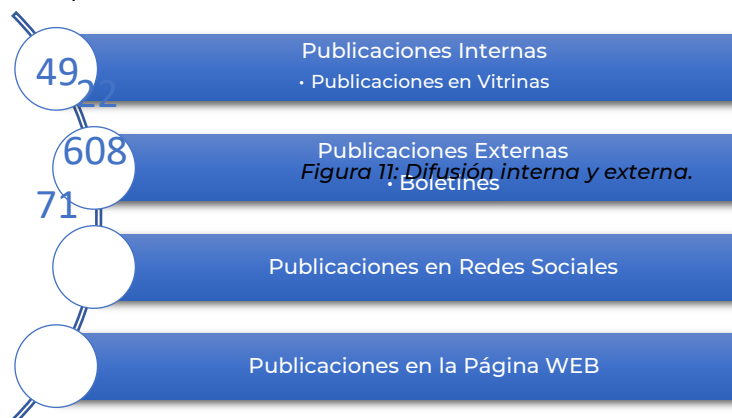 49
Publicaciones Internas
• Publicaciones en Vitrinas
22
608
Publicaciones Externas
Figura 11: Difusión interna y externa.
• Boletines
71
Publicaciones en Redes Sociales
Publicaciones en la Página WEB